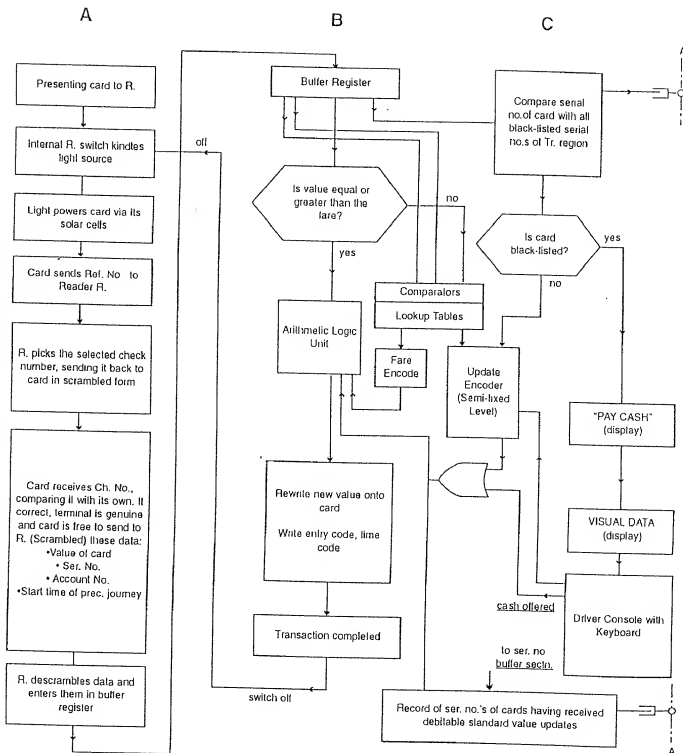 A
B
C
Presenting card to R.
Internal R. switch kindles
light source
Light powers card via its
solar cells
Card sends Ref. No to
Reader R.
R. picks the selected check
number, sending it back to
card in scrambled form
Card receives Ch. No.,
comparing it with its own. If
correct, terminal is genuine
and card is free to send to
R. (Scrambled) these data:
•Value of card
• Ser. No.
• Account No.
•Start time of prec. journey
R. descrambles data and
enters them in buffer
register
off
Buffer Register
Is value equal or
greater than the
fare?
no
yes
Comparators
Lookup Tables
Arithmetic Logic
Unit
Fare
Encode
Rewrite new value onto
card
Write entry code, time
code
Transaction completed
switch off
Compare serial
no.of card with all
black-listed serial
no.s of Tr. region
Is card
black-listed?
yes
no
Update
Encoder
(Semi-fixed
Level)
"PAY CASH"
(display)
VISUAL DATA
(display)
cash offered
Driver Console with
Keyboard
to ser. no
buffer sectn.
Record of ser. no.'s of cards having received
debitable standard value updates
A
A